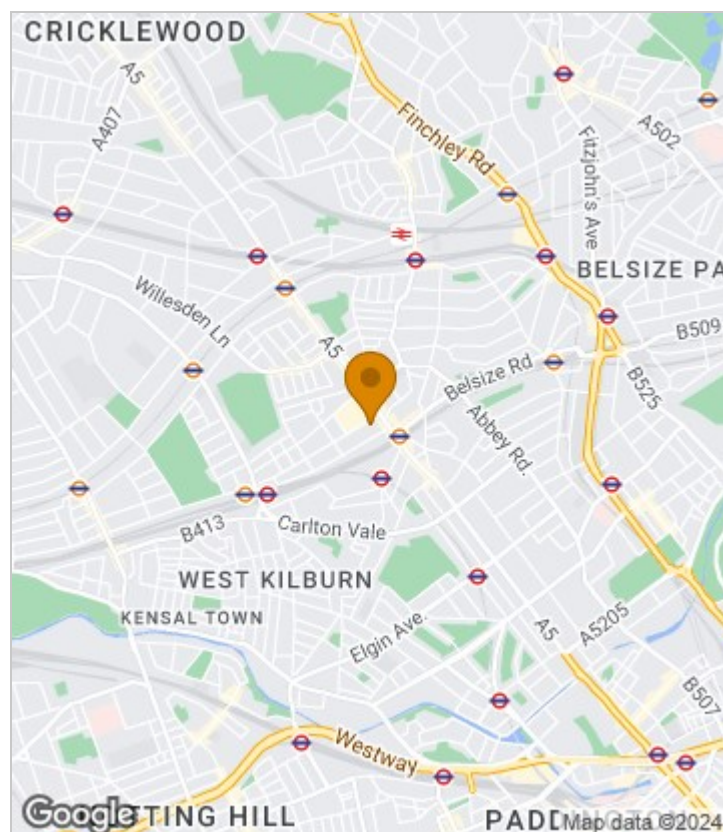 CRICKLEWOOD
A5
A407
Finchley Rd
A502
Fitzjohn's Ave
BELSIZE PA
Willesden Ln
A5
B509
Belsize Rd
B525
Abbey Rd.
B413
Carlton Vale
WEST KILBURN
KENSAL TOWN
Elgin Ave.
A5
A5205
B507
Westway
Google
TTING HILL
PADD
Map data ©2024